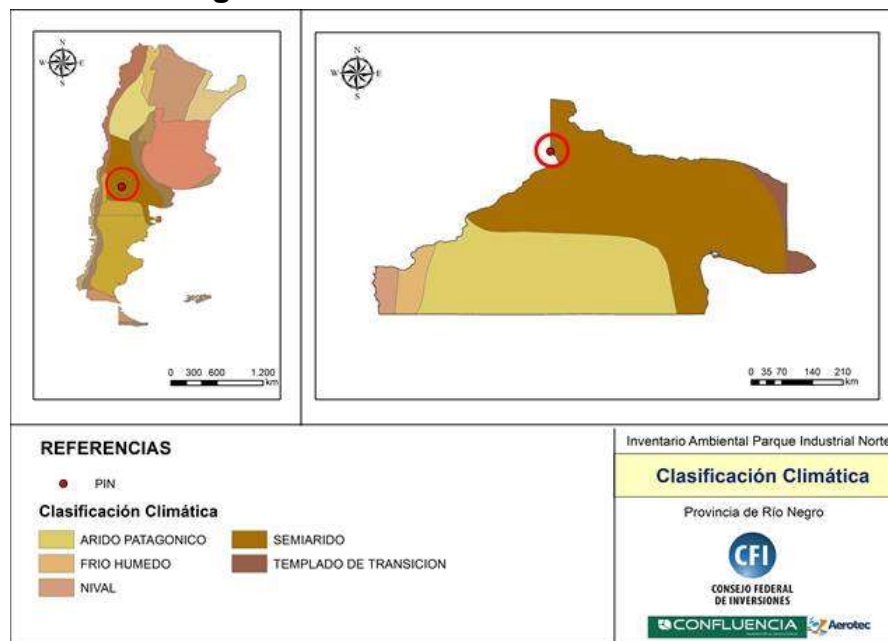 N
W E
S
0 300 600 1.200
km
N
W E
S
0 35 70 140 210
km
REFERENCIAS
PIN
Clasificación Climática
ARIDO PATAGONICO
SEMIARIDO
FRIO HUMEDO
TEMPLADO DE TRANSICION
NIVAL
Inventario Ambiental Parque Industrial Norte
Clasificación Climática
Provincia de Río Negro
CFI
CONSEJO FEDERAL
DE INVERSIONES
CONFLUENCIA
Aerotec